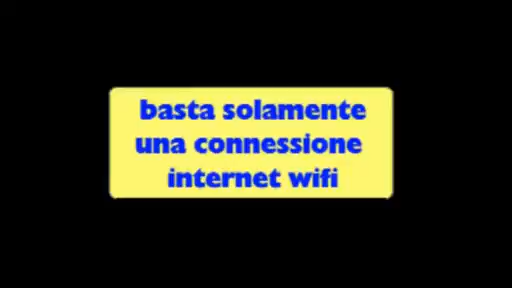 basta solamente
una connessione
internet wifi